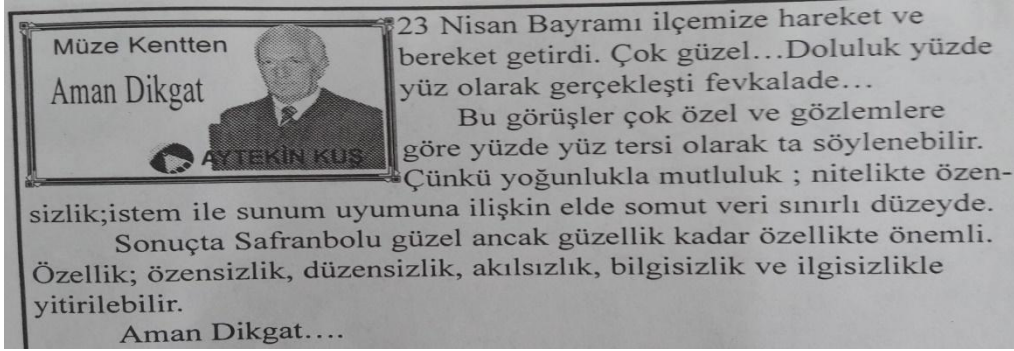 Müze Kentten
Aman Dikgat
AYTEKİN KUŞ
23 Nisan Bayramı ilçemize hareket ve
bereket getirdi. Çok güzel...Doluluk yüzde
yüz olarak gerçekleşti fevkalade...
Bu görüşler çok özel ve gözlemlere
göre yüzde yüz tersi olarak ta söylenebilir.
Çünkü yoğunlukla mutluluk ; nitelikte özen-
sizlik;istem ile sunum uyumuna ilişkin elde somut veri sınırlı düzeyde.
Sonuçta Safranbolu güzel ancak güzellik kadar özellikte önemli.
Özellik; özensizlik, düzensizlik, akılsızlık, bilgisizlik ve ilgisizlikle
yitirilebilir.
Aman Dikgat....